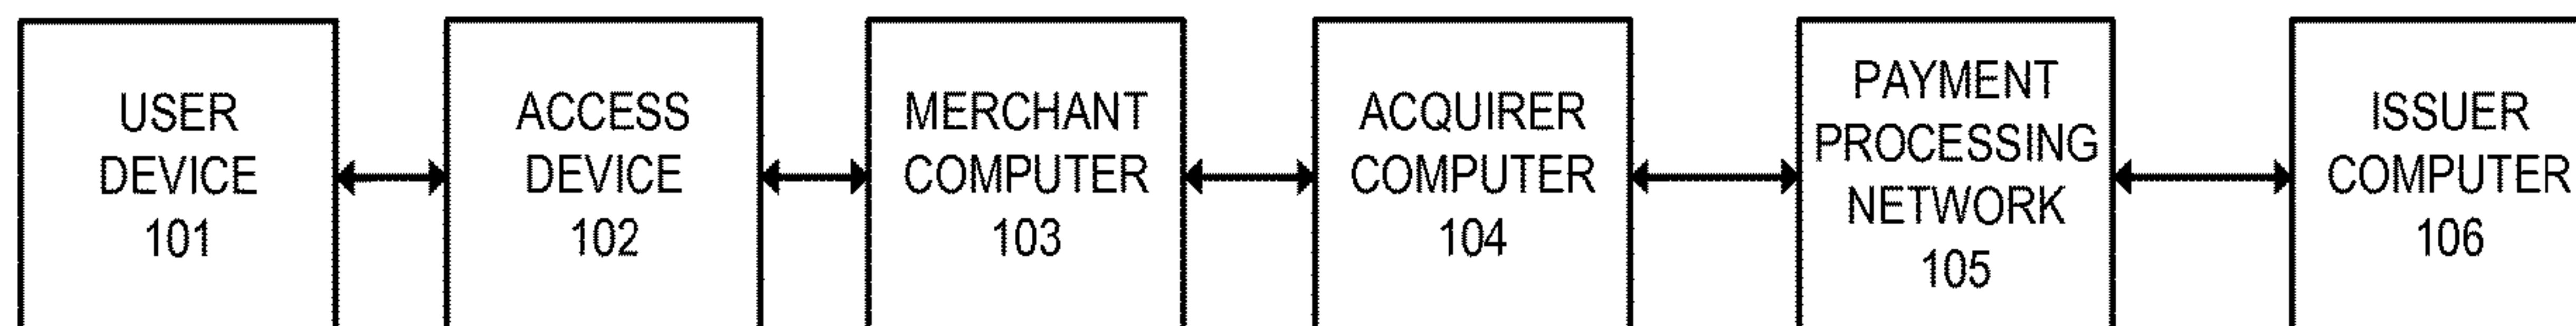 USER
DEVICE
101
ACCESS
DEVICE
102
MERCHANT
COMPUTER
103
ACQUIRER
COMPUTER
104
PAYMENT
PROCESSING
NETWORK
105
ISSUER
COMPUTER
106